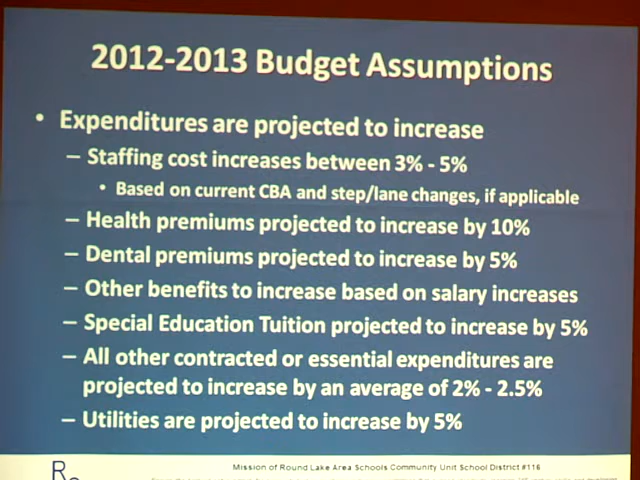 2012-2013 Budget Assumptions
• Expenditures are projected to increase
– Staffing cost increases between 3% - 5%
• Based on current CBA and step/lane changes, if applicable
– Health premiums projected to increase by 10%
– Dental premiums projected to increase by 5%
– Other benefits to increase based on salary increases
– Special Education Tuition projected to increase by 5%
– All other contracted or essential expenditures are
projected to increase by an average of 2% - 2.5%
– Utilities are projected to increase by 5%
Mission of Round Lake Area Schools Community Unit School District #116
R